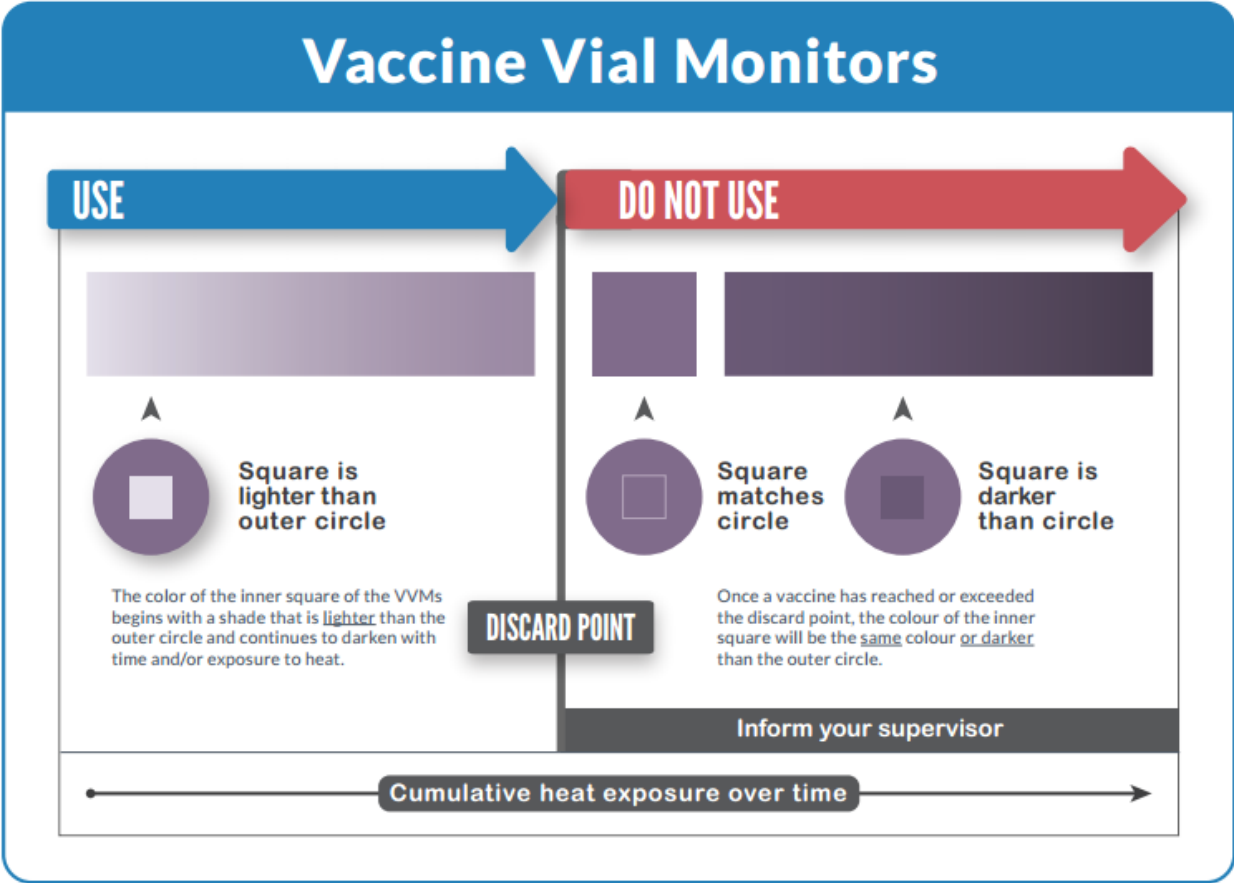 Vaccine Vial Monitors
USE
DO NOT USE
Square is
lighter than
outer circle
Square
matches
circle
Square is
darker
than circle
The color of the inner square of the VVMs
begins with a shade that is lighter than the
outer circle and continues to darken with
time and/or exposure to heat.
DISCARD POINT
Once a vaccine has reached or exceeded
the discard point, the colour of the inner
square will be the same colour or darker
than the outer circle.
Inform your supervisor
Cumulative heat exposure over time